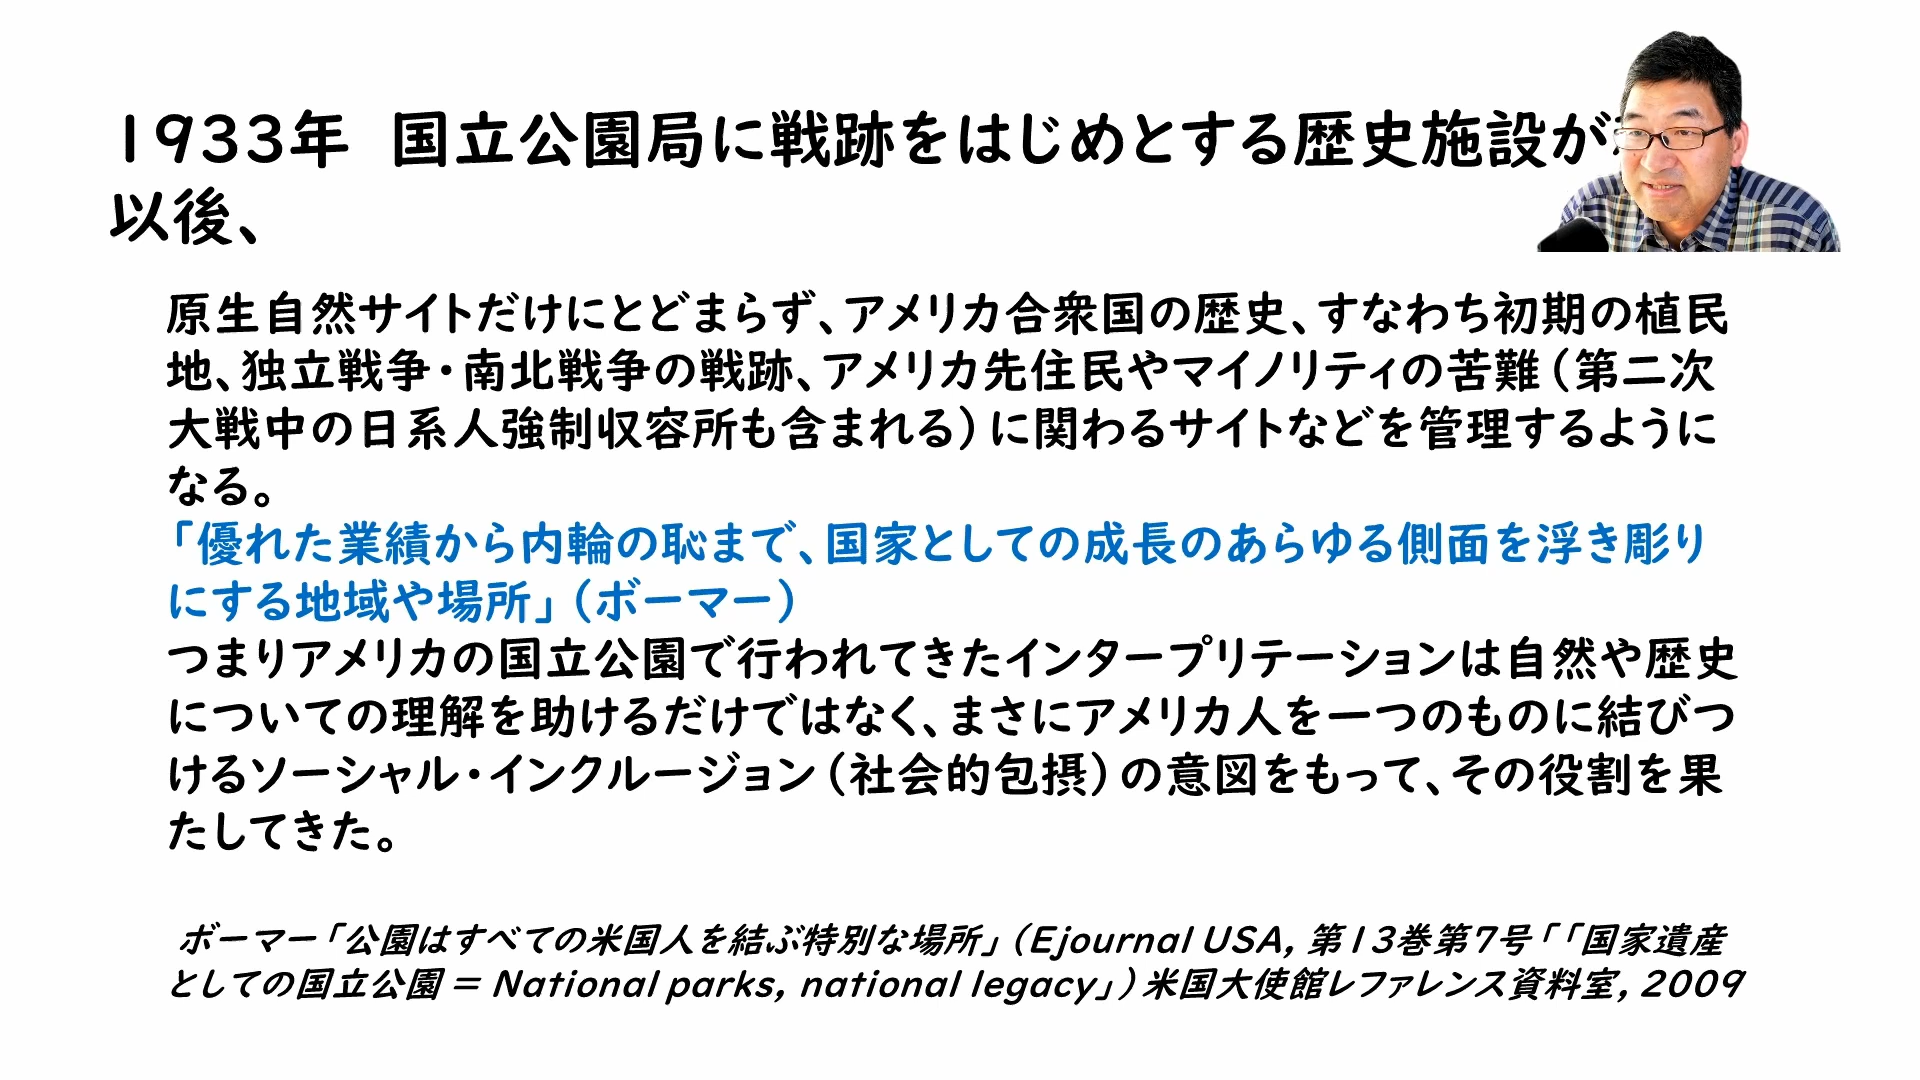 1933年　国立公園局に戦跡をはじめとする歴史施設が
以後、
原生自然サイトだけにとどまらず、アメリカ合衆国の歴史、すなわち初期の植民
地、独立戦争・南北戦争の戦跡、アメリカ先住民やマイノリティの苦難（第二次
大戦中の日系人強制収容所も含まれる）に関わるサイトなどを管理するように
なる。
「優れた業績から内輪の恥まで、国家としての成長のあらゆる側面を浮き彫り
にする地域や場所」（ボーマー）
つまりアメリカの国立公園で行われてきたインタープリテーションは自然や歴史
についての理解を助けるだけではなく、まさにアメリカ人を一つのものに結びつ
けるソーシャル・インクルージョン（社会的包摂）の意図をもって、その役割を果
たしてきた。
ボーマー「公園はすべての米国人を結ぶ特別な場所」（Ejournal USA, 第13巻第7号「「国家遺産
としての国立公園 = National parks, national legacy」）米国大使館レファレンス資料室, 2009